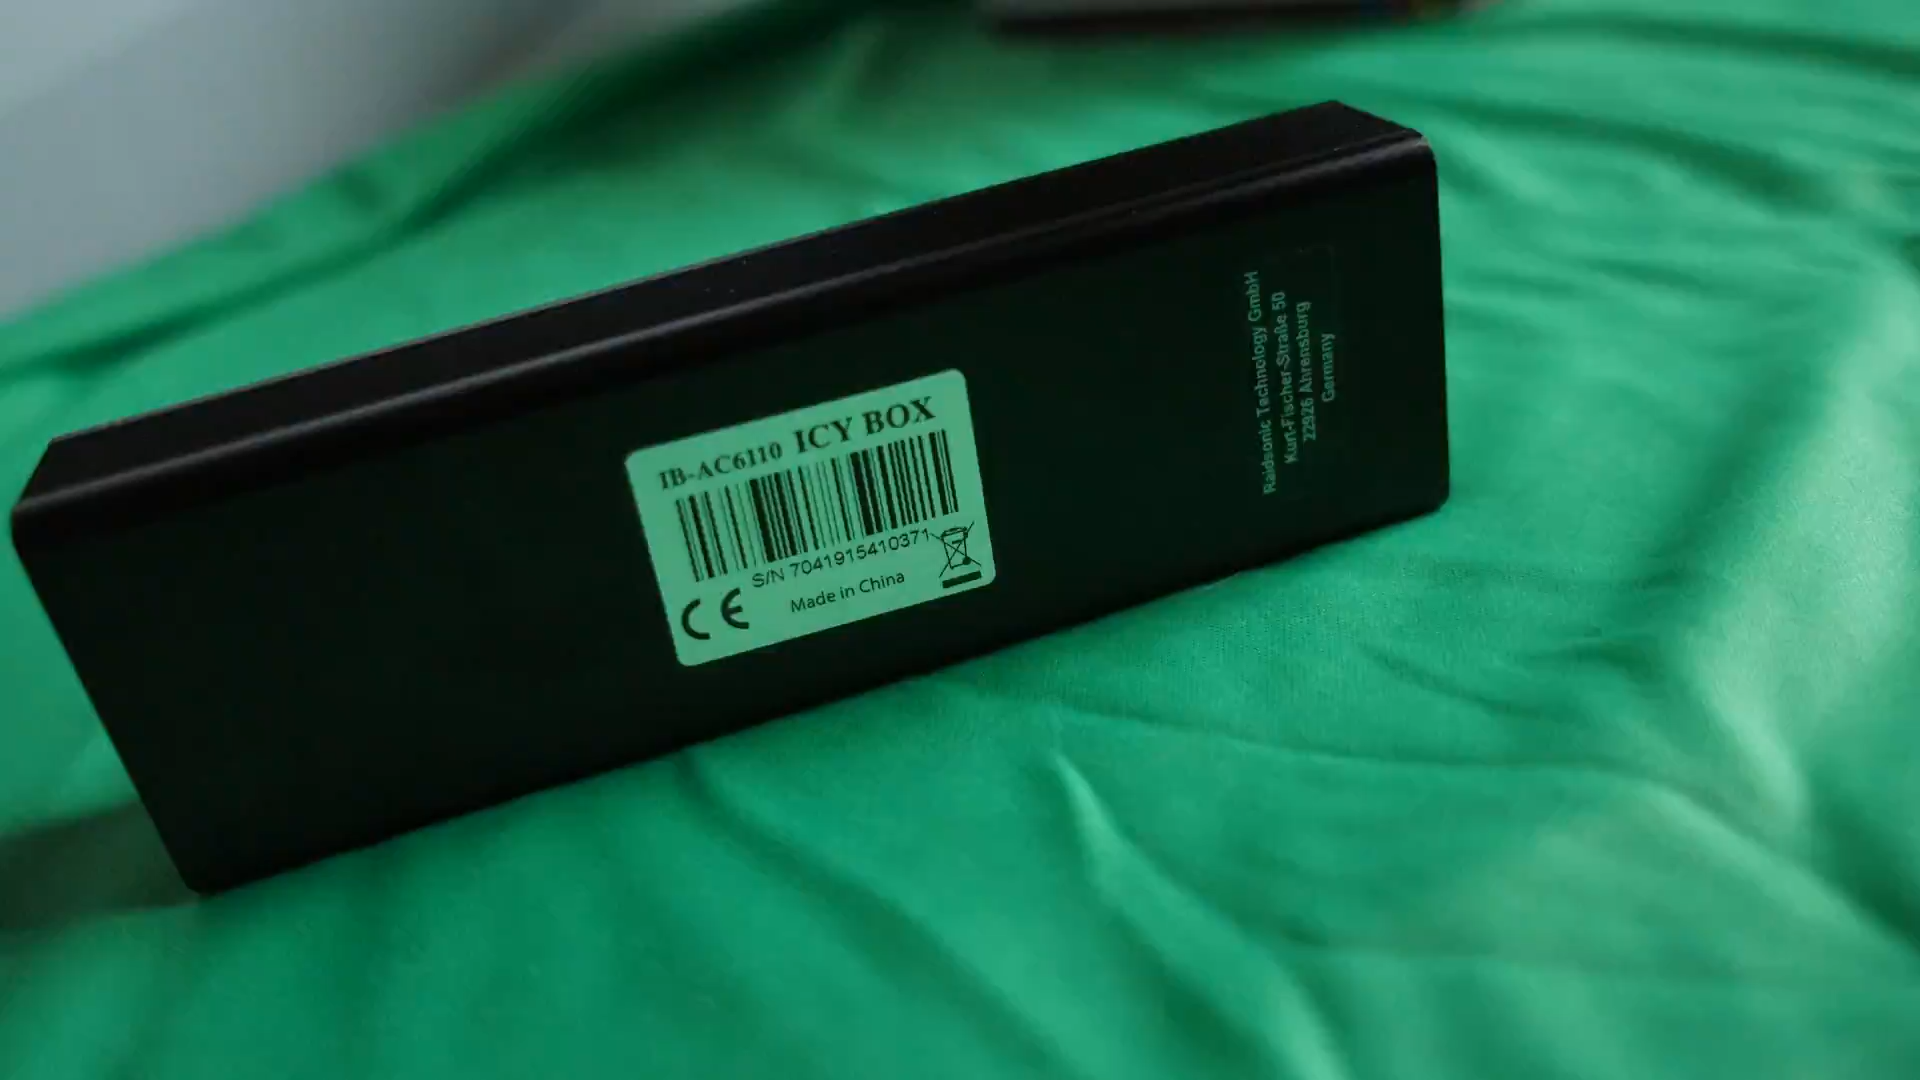 IB-AC6110 ICY BOX
S/N 7041915410371
CE
Made in China
Raidsonic Technology GmbH
Kurt-Fischer-Straße 50
22926 Ahrensburg
Germany